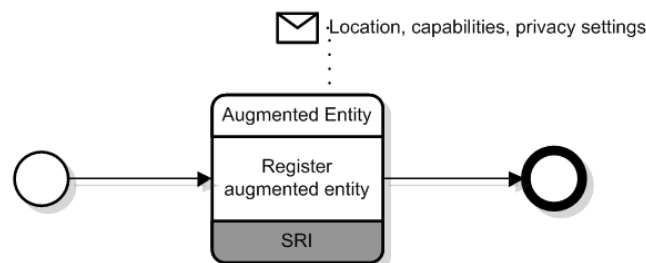 Location, capabilities, privacy settings
Augmented Entity
Register
augmented entity
SRI